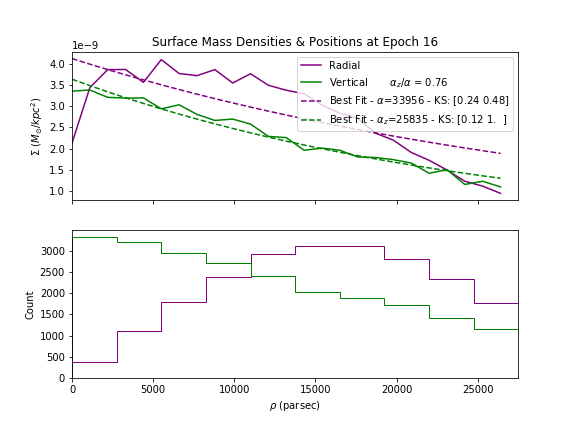 Surface Mass Densities & Positions at Epoch 16
1e−9
4.0
3.5
3.0
2.5
2.0
1.5
1.0
Σ (M⊙/kpc²)
Radial
Vertical α_z/α = 0.76
Best Fit - α=33956 - KS: [0.24 0.48]
Best Fit - α_z=25835 - KS: [0.12 1. ]
3000
2500
2000
1500
1000
500
0
Count
0 5000 10000 15000 20000 25000
ρ (parsec)